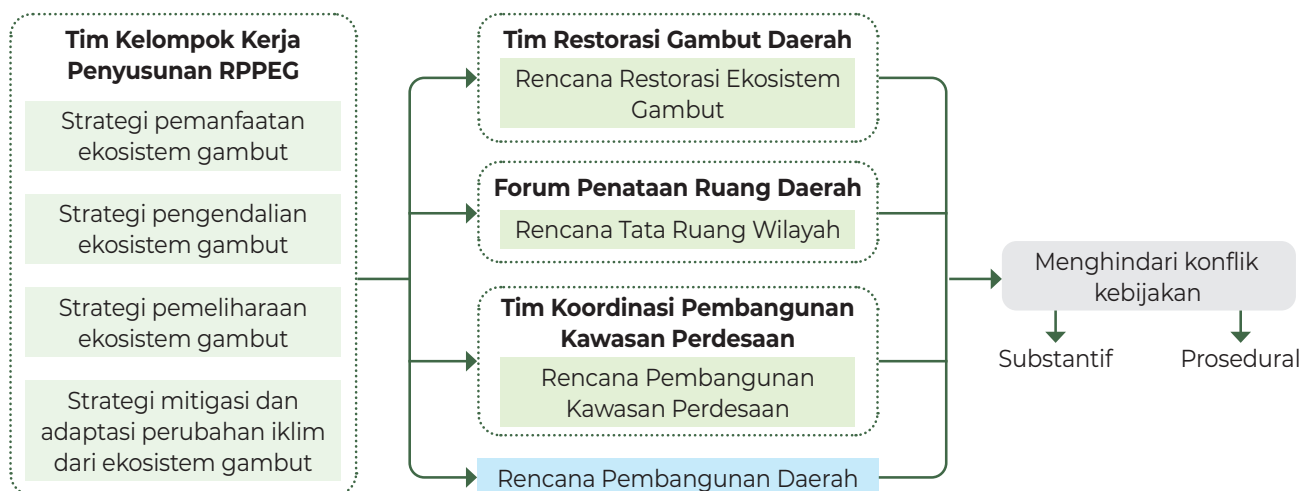 Tim Kelompok Kerja
Penyusunan RPPEG
Strategi pemanfaatan
ekosistem gambut
Strategi pengendalian
ekosistem gambut
Strategi pemeliharaan
ekosistem gambut
Strategi mitigasi dan
adaptasi perubahan iklim
dari ekosistem gambut
Tim Restorasi Gambut Daerah
Rencana Restorasi Ekosistem
Gambut
Forum Penataan Ruang Daerah
Rencana Tata Ruang Wilayah
Tim Koordinasi Pembangunan
Kawasan Perdesaan
Rencana Pembangunan
Kawasan Perdesaan
Rencana Pembangunan Daerah
Menghindari konflik
kebijakan
Substantif
Prosedural